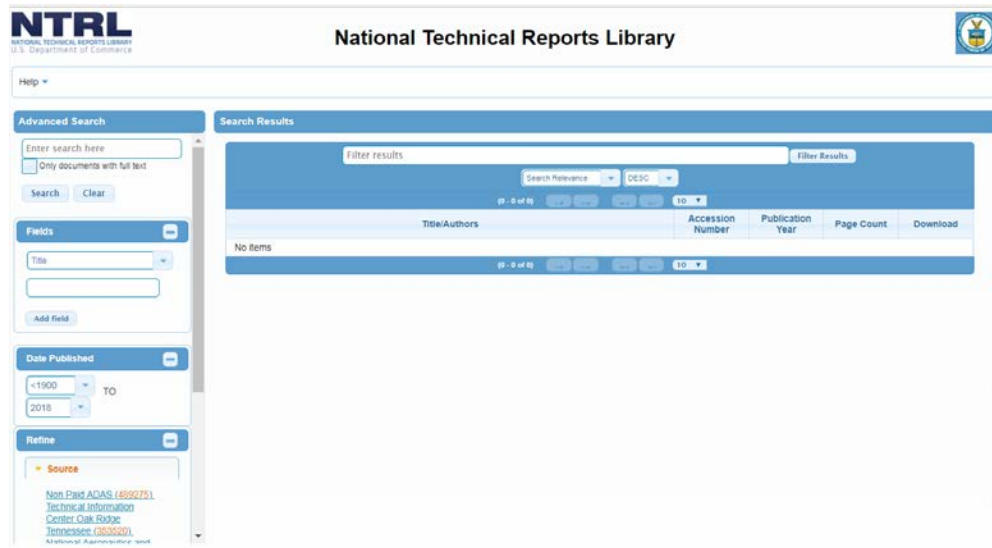 NTRL
NATIONAL TECHNICAL REPORTS LIBRARY
U.S. Department of Commerce
National Technical Reports Library
Help
Advanced Search
Enter search here
Only documents with full text
Search Clear
Fields
Title
Add field
Date Published
<1900 TO
2018
Refine
Source
Non Paid ADAS (489275)
Technical Information
Center Oak Ridge
Tennessee (353520)
National Aeronautics and
Search Results
Filter results Filter Results
Search Relevance DESC
(0 - 0 of 0) 10
Title/Authors Accession Number Publication Year Page Count Download
No items
(0 - 0 of 0) 10